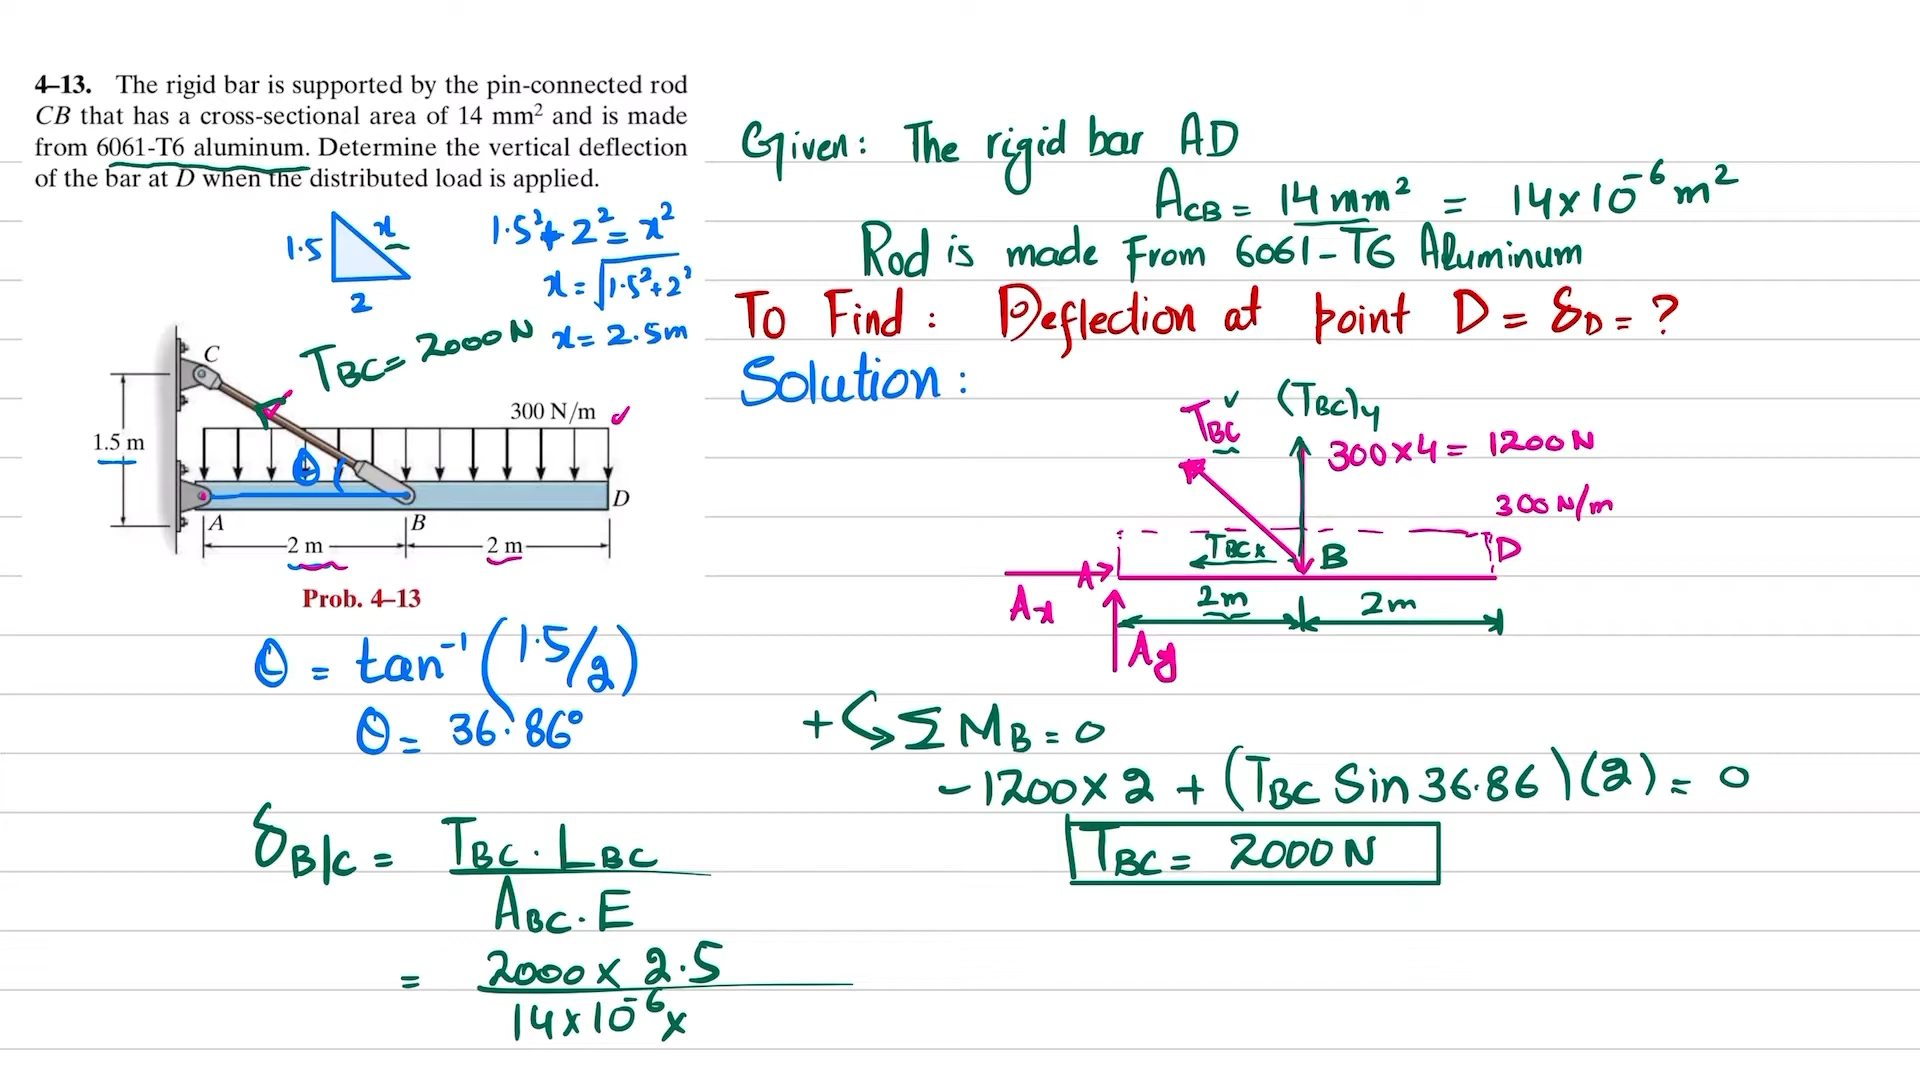 4–13. The rigid bar is supported by the pin-connected rod
CB that has a cross-sectional area of 14 mm² and is made
from 6061-T6 aluminum. Determine the vertical deflection
of the bar at D when the distributed load is applied.
1.5
x
2
1.5² + 2² = x²
x = √1.5²+2²
x = 2.5m
T_BC = 2000 N
C
300 N/m
1.5 m
θ
D
A
B
2 m
2 m
Prob. 4–13
θ = tan⁻¹ (1.5/2)
θ = 36.86°
δ_B/C = T_BC . L_BC / A_BC . E
= 2000 × 2.5 / 14×10⁻⁶ ×
Given: The rigid bar AD
A_CB = 14 mm² = 14×10⁻⁶ m²
Rod is made From 6061-T6 Aluminum
To Find: Deflection at point D = δ_D = ?
Solution:
T_BC
(T_BC)y
300×4 = 1200 N
300 N/m
T_BCx
B
D
A
A_x
2m
2m
A_y
+ ↺ Σ M_B = 0
-1200 × 2 + (T_BC Sin 36.86)(2) = 0
T_BC = 2000 N